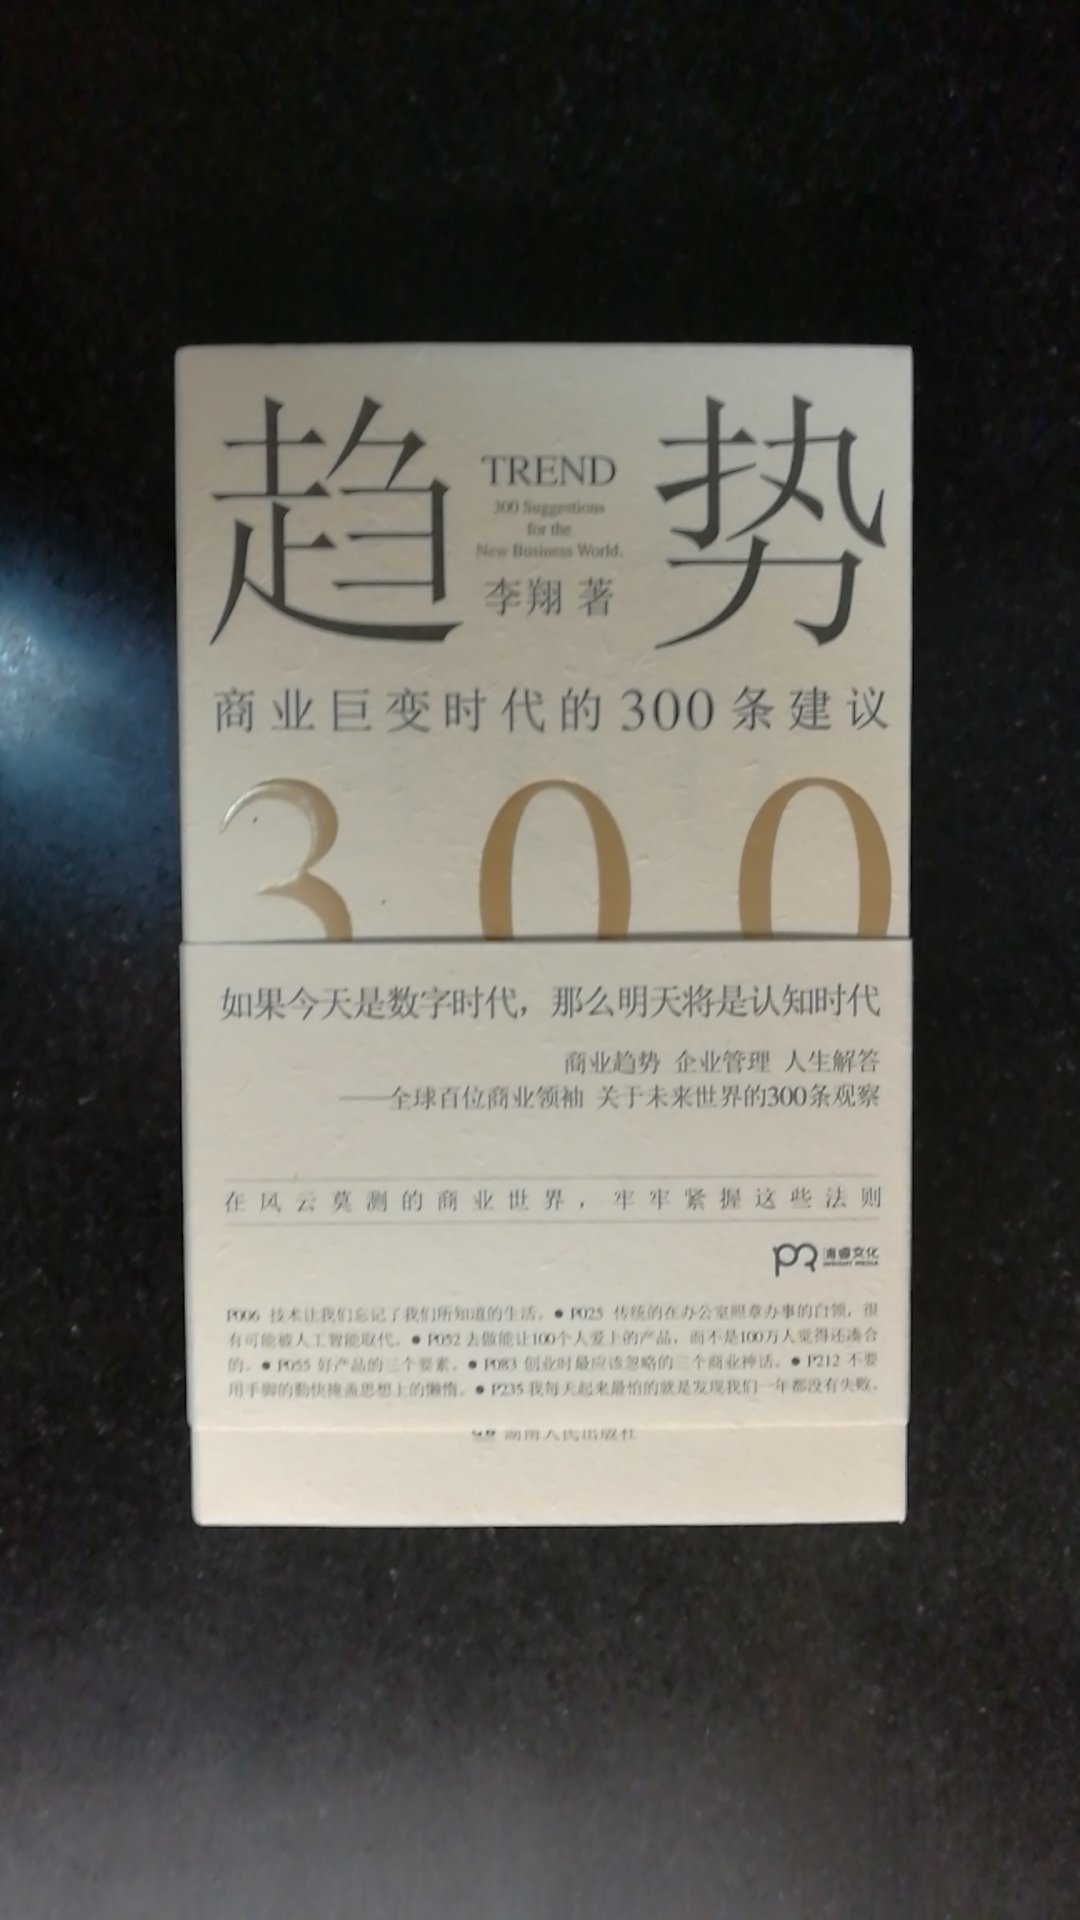 趋势
TREND
300 Suggestions
for the
New Business World.
李翔 著
商业巨变时代的300条建议
300
如果今天是数字时代，那么明天将是认知时代
商业趋势 企业管理 人生解答
——全球百位商业领袖 关于未来世界的300条观察
在风云莫测的商业世界，牢牢紧握这些法则
浦睿文化
INSIGHT MEDIA
P006 技术让我们忘记了我们所知道的生活。● P025 传统的在办公室照章办事的白领，很
有可能被人工智能取代。● P052 去做能让100个人爱上的产品，而不是100万人觉得还凑合
的。● P055 好产品的三个要素。● P083 创业时最应该忽略的三个商业神话。● P212 不要
用手脚的勤快掩盖思想上的懒惰。● P235 我每天起来最怕的就是发现我们一年都没有失败。
湖南人民出版社